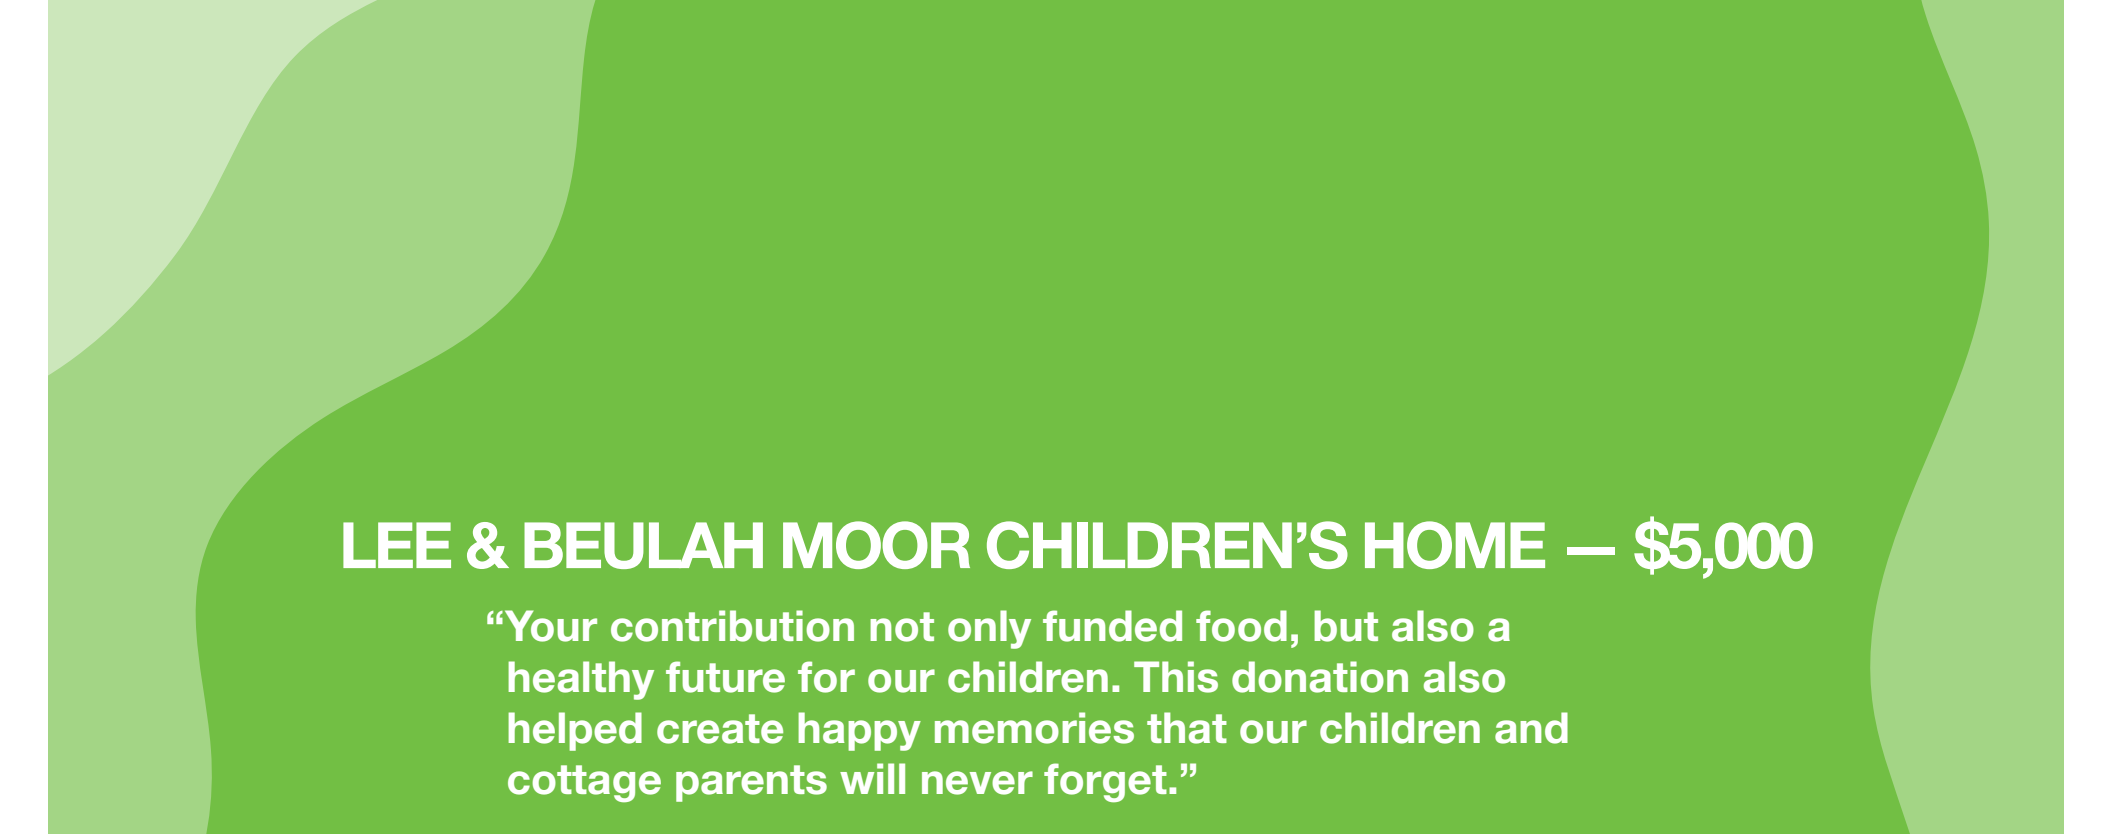 LEE & BEULAH MOOR CHILDREN’S HOME — $5,000
“Your contribution not only funded food, but also a
healthy future for our children. This donation also
helped create happy memories that our children and
cottage parents will never forget.”